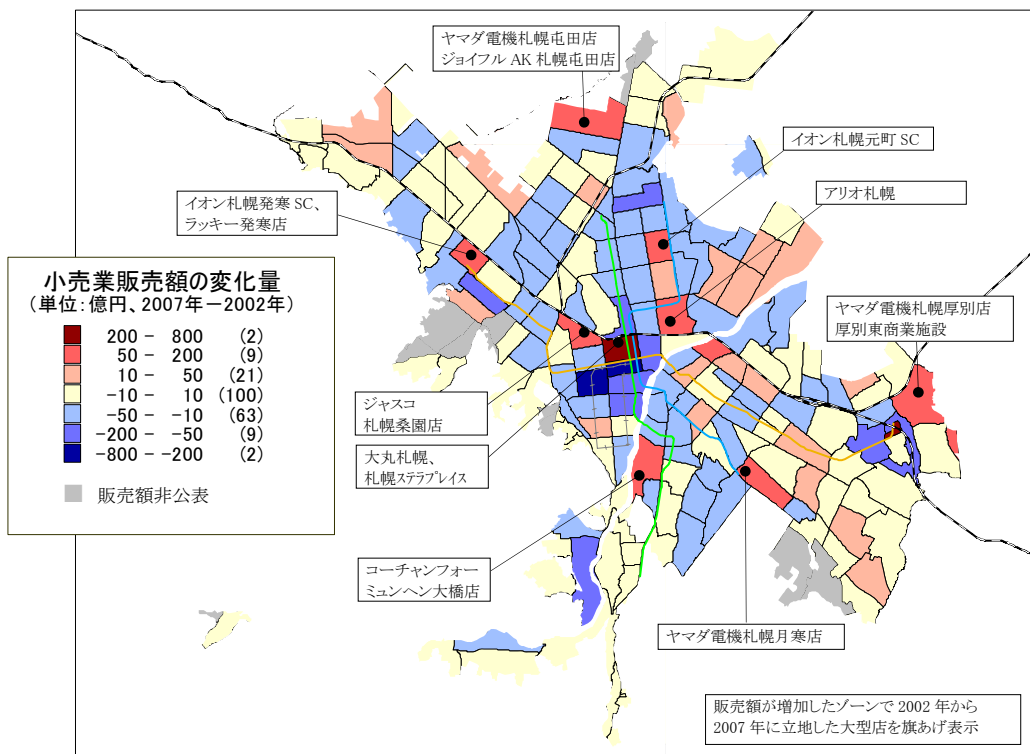 ヤマダ電機札幌屯田店
ジョイフル AK 札幌屯田店
イオン札幌元町 SC
アリオ札幌
イオン札幌発寒 SC、
ラッキー発寒店
小売業販売額の変化量
(単位:億円、2007年－2002年)
200 － 800 (2)
50 － 200 (9)
10 － 50 (21)
-10 － 10 (100)
-50 － -10 (63)
-200 － -50 (9)
-800 － -200 (2)
販売額非公表
ヤマダ電機札幌厚別店
厚別東商業施設
ジャスコ
札幌桑園店
大丸札幌、
札幌ステラプレイス
コーチャンフォー
ミュンヘン大橋店
ヤマダ電機札幌月寒店
販売額が増加したゾーンで 2002 年から
2007 年に立地した大型店を旗あげ表示